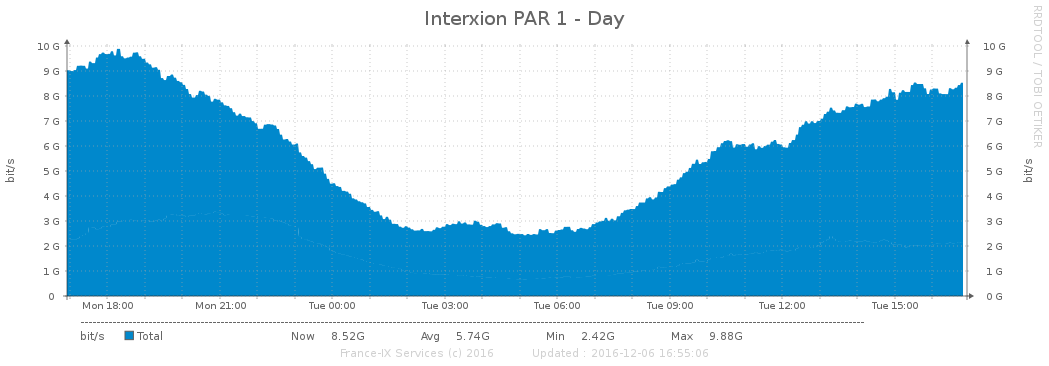 Interxion PAR 1 - Day
RRDTOOL / TOBI OETIKER
bit/s
bit/s
10 G 10 G
9 G 9 G
8 G 8 G
7 G 7 G
6 G 6 G
5 G 5 G
4 G 4 G
3 G 3 G
2 G 2 G
1 G 1 G
0 0 G
Mon 18:00 Mon 21:00 Tue 00:00 Tue 03:00 Tue 06:00 Tue 09:00 Tue 12:00 Tue 15:00
bit/s Total Now 8.52G Avg 5.74G Min 2.42G Max 9.88G
France-IX Services (c) 2016 Updated : 2016-12-06 16:55:06